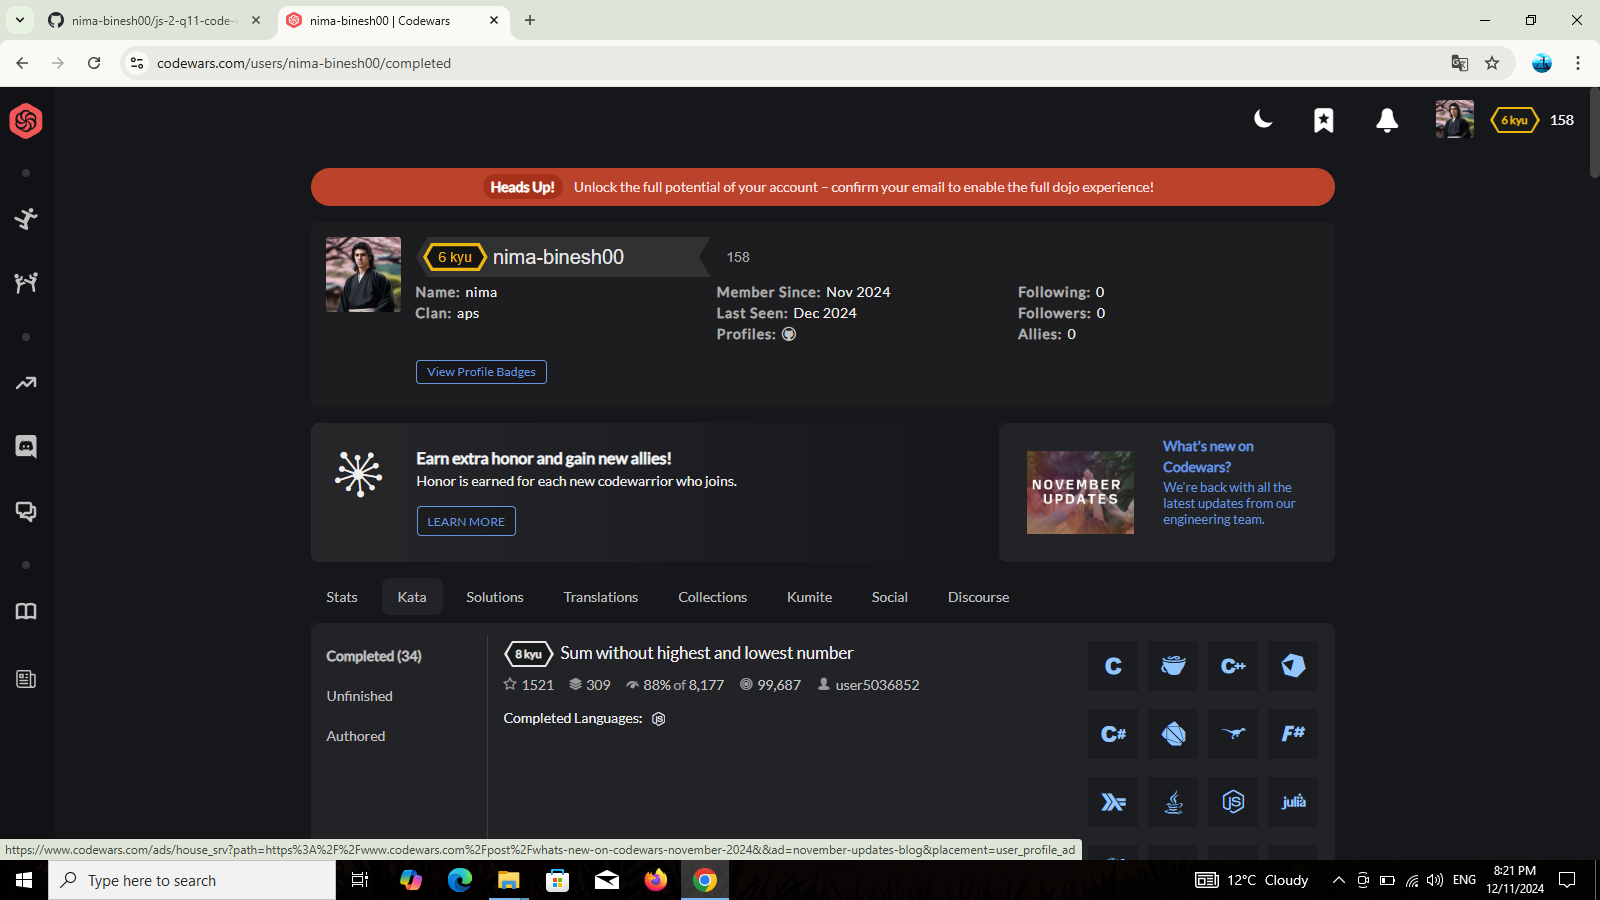 nima-binesh00/js-2-q11-code-
nima-binesh00 | Codewars
codewars.com/users/nima-binesh00/completed
6 kyu 158
Heads Up! Unlock the full potential of your account – confirm your email to enable the full dojo experience!
6 kyu nima-binesh00 158
Name: nima Member Since: Nov 2024 Following: 0
Clan: aps Last Seen: Dec 2024 Followers: 0
Profiles: Allies: 0
View Profile Badges
Earn extra honor and gain new allies!
Honor is earned for each new codewarrior who joins.
LEARN MORE
NOVEMBER
UPDATES
What's new on
Codewars?
We're back with all the
latest updates from our
engineering team.
Stats Kata Solutions Translations Collections Kumite Social Discourse
Completed (34)
Unfinished
Authored
8 kyu Sum without highest and lowest number
1521 309 88% of 8,177 99,687 user5036852
Completed Languages: JS
C C++
C# F#
JS julia
https://www.codewars.com/ads/house_srv?path=https%3A%2F%2Fwww.codewars.com%2Fpost%2Fwhats-new-on-codewars-november-2024&&ad=november-updates-blog&placement=user_profile_ad
Type here to search
12°C Cloudy
ENG
8:21 PM
12/11/2024